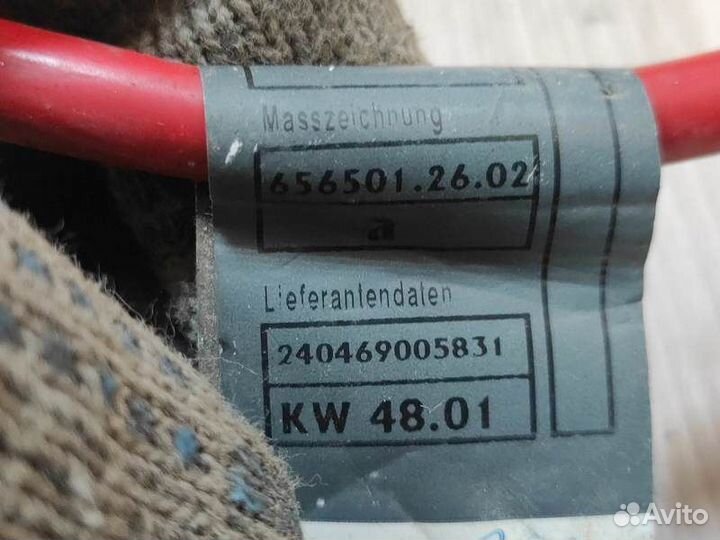 Masszeichnung
656501.26.02
a
Lieferantendaten
240469005831
KW 48.01
Avito